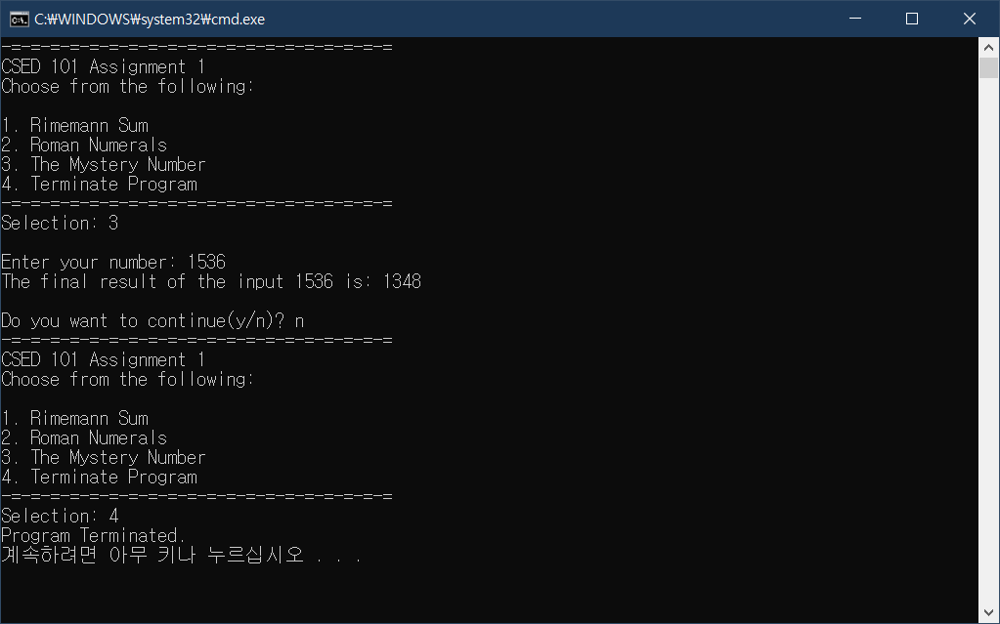 C:₩WINDOWS₩system32₩cmd.exe
-=-=-=-=-=-=-=-=-=-=-=-=-=-=-=-=-=-=-=-=
CSED 101 Assignment 1
Choose from the following:
1. Rimemann Sum
2. Roman Numerals
3. The Mystery Number
4. Terminate Program
-=-=-=-=-=-=-=-=-=-=-=-=-=-=-=-=-=-=-=-=
Selection: 3
Enter your number: 1536
The final result of the input 1536 is: 1348
Do you want to continue(y/n)? n
-=-=-=-=-=-=-=-=-=-=-=-=-=-=-=-=-=-=-=-=
CSED 101 Assignment 1
Choose from the following:
1. Rimemann Sum
2. Roman Numerals
3. The Mystery Number
4. Terminate Program
-=-=-=-=-=-=-=-=-=-=-=-=-=-=-=-=-=-=-=-=
Selection: 4
Program Terminated.
계속하려면 아무 키나 누르십시오 . . .